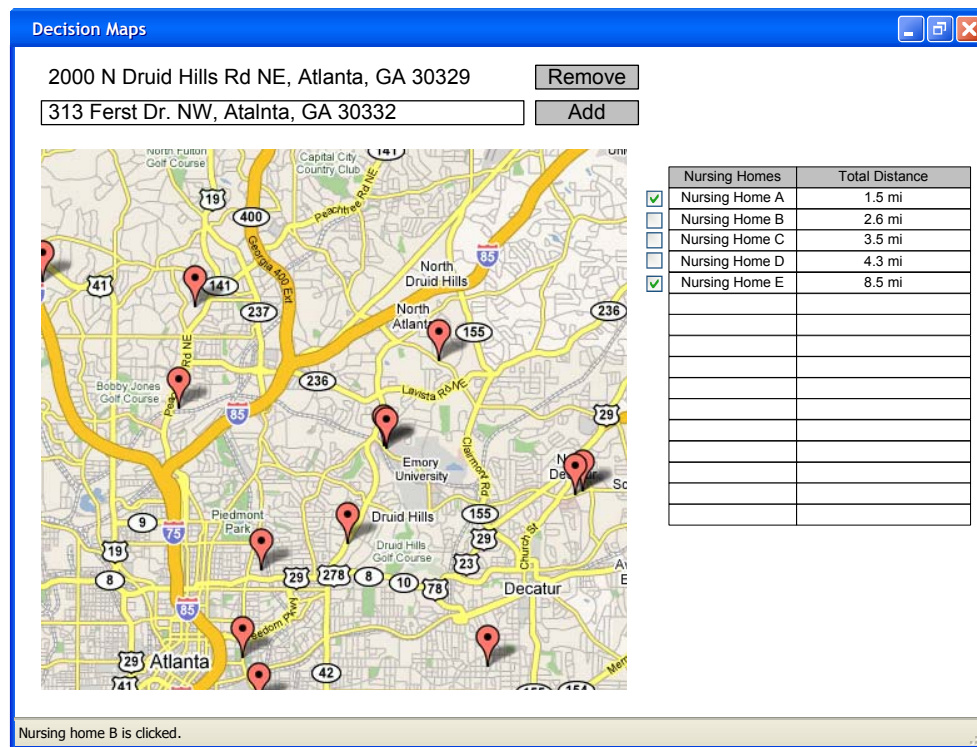 Decision Maps
2000 N Druid Hills Rd NE, Atlanta, GA 30329 Remove
313 Ferst Dr. NW, Atalnta, GA 30332 Add
North Fulton
Golf Course
Capital City
Country Club
141
19
400
Peachtree Rd NE
Georgia 400 Ext
85
North
Druid Hills
41
141
237
North
155
236
Rd NE
236
Lavista Rd NE
Bobby Jones
Golf Course
85
29
Clairmont Rd
Emory
University
Piedmont
Park
9
75
Druid Hills
155
29
Druid Hills
Golf Course
Church St
19
23
8
29
278
8
10
78
Decatur
85
29
Atlanta
42
41
155
154
Nursing Homes Total Distance
Nursing Home A 1.5 mi
Nursing Home B 2.6 mi
Nursing Home C 3.5 mi
Nursing Home D 4.3 mi
Nursing Home E 8.5 mi
Nursing home B is clicked.